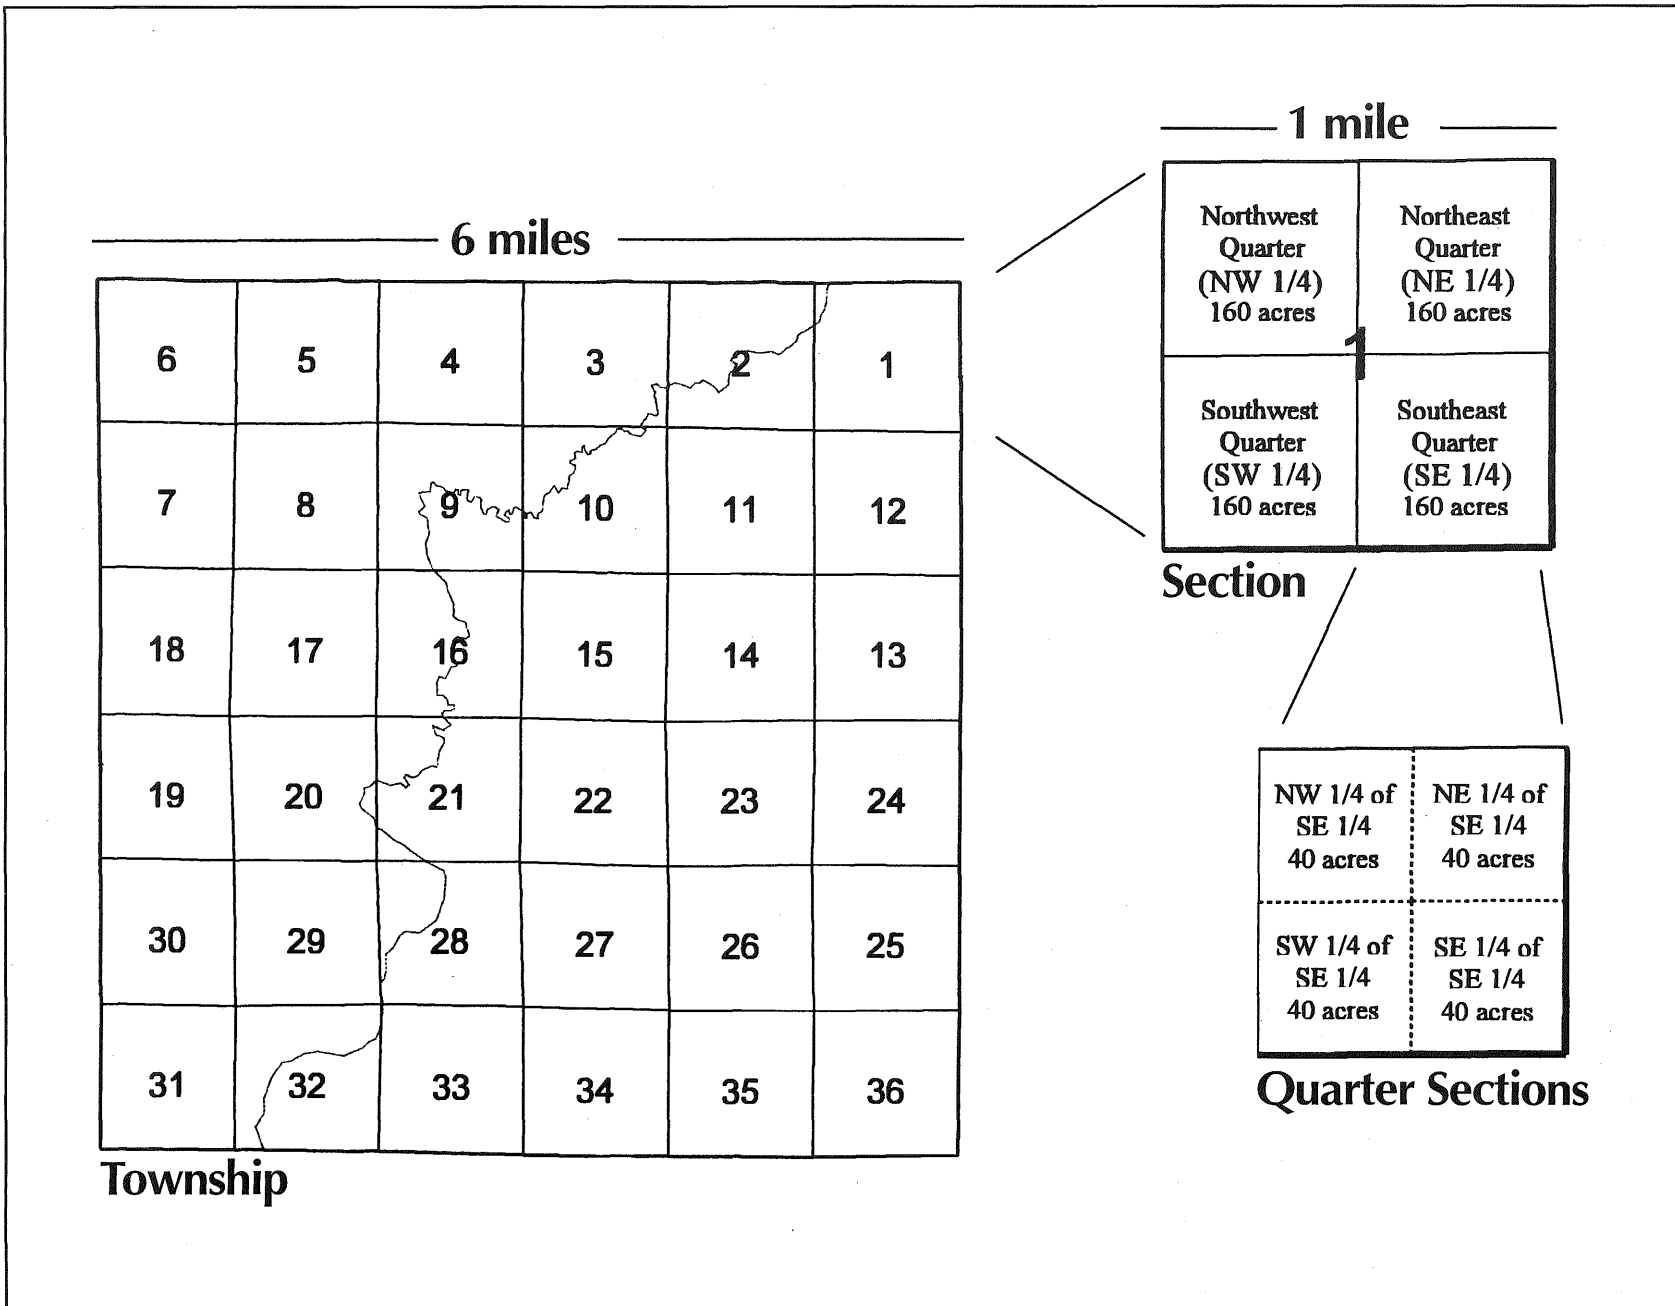 1 mile
6 miles
6 5 4 3 2 1
7 8 9 10 11 12
18 17 16 15 14 13
19 20 21 22 23 24
30 29 28 27 26 25
31 32 33 34 35 36
Township
Northwest
Quarter
(NW 1/4)
160 acres
Northeast
Quarter
(NE 1/4)
160 acres
1
Southwest
Quarter
(SW 1/4)
160 acres
Southeast
Quarter
(SE 1/4)
160 acres
Section
NW 1/4 of
SE 1/4
40 acres
NE 1/4 of
SE 1/4
40 acres
SW 1/4 of
SE 1/4
40 acres
SE 1/4 of
SE 1/4
40 acres
Quarter Sections